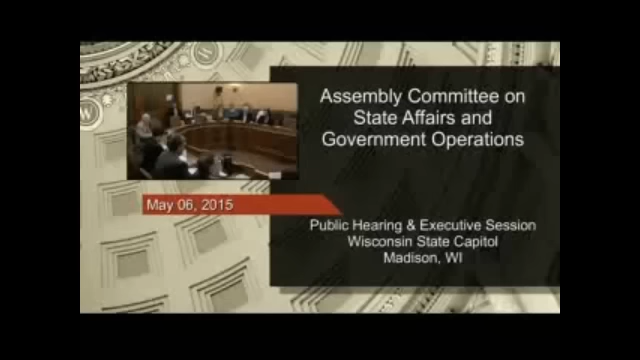 Assembly Committee on
State Affairs and
Government Operations
May 06, 2015
Public Hearing & Executive Session
Wisconsin State Capitol
Madison, WI